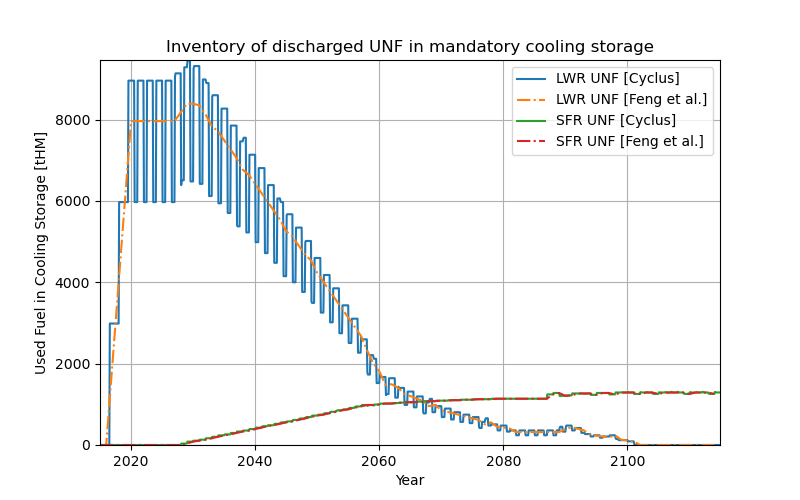 Inventory of discharged UNF in mandatory cooling storage
LWR UNF [Cyclus]
LWR UNF [Feng et al.]
SFR UNF [Cyclus]
SFR UNF [Feng et al.]
Used Fuel in Cooling Storage [tHM]
8000
6000
4000
2000
0
2020 2040 2060 2080 2100
Year